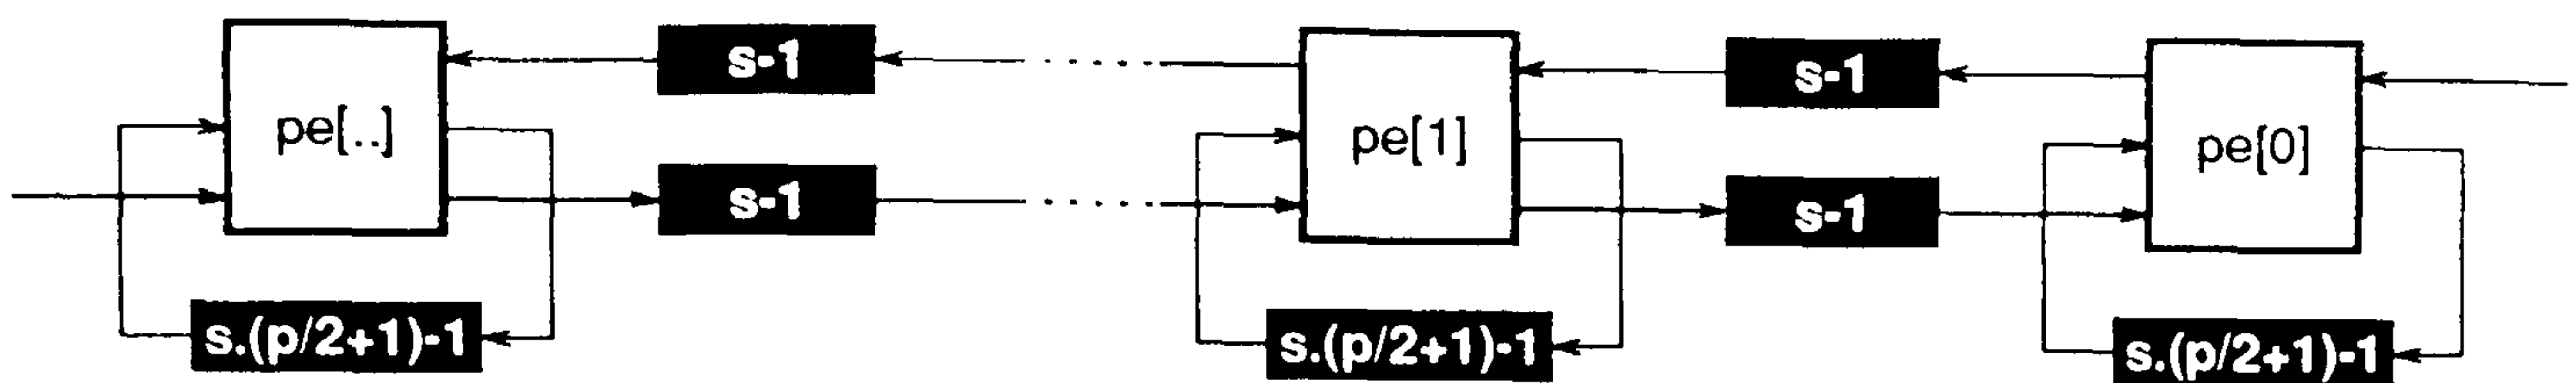 s-1 s-1
pe[..] pe[1] pe[0]
s-1 s-1
s.(p/2+1)-1 s.(p/2+1)-1 s.(p/2+1)-1